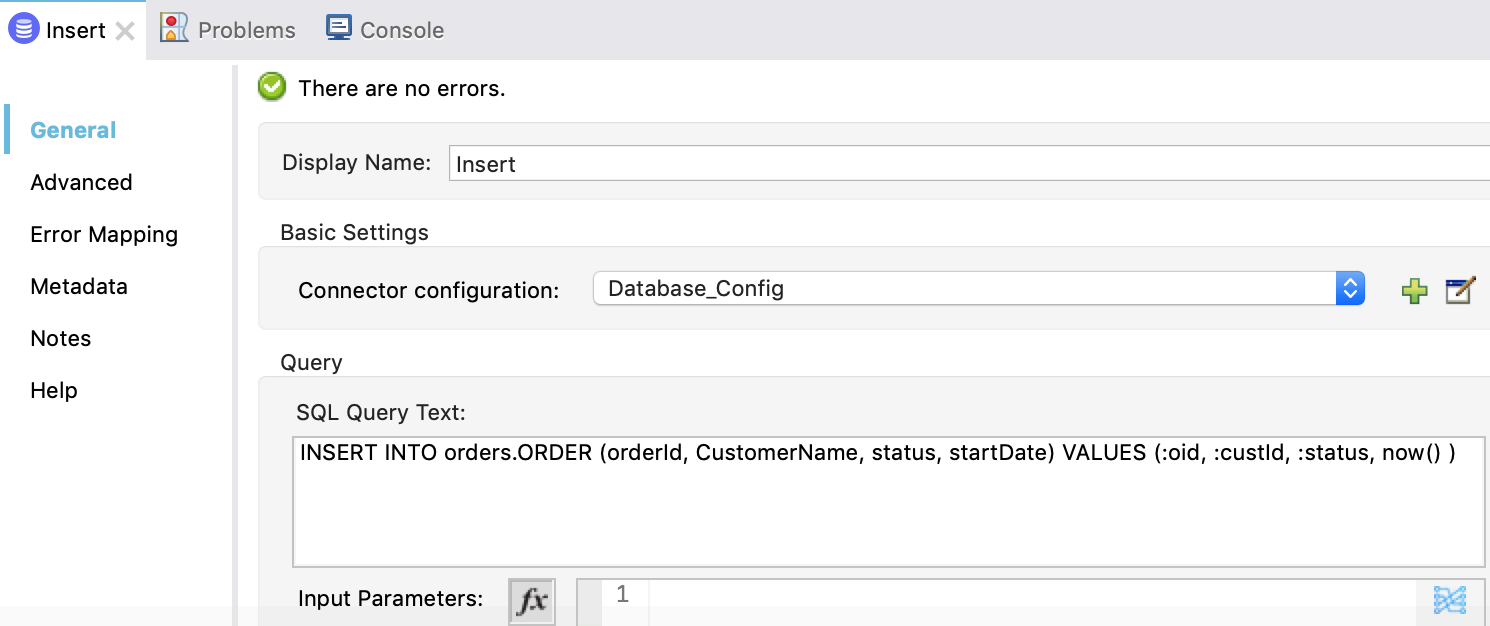 Insert Problems Console
There are no errors.
General
Advanced
Error Mapping
Metadata
Notes
Help
Display Name: Insert
Basic Settings
Connector configuration: Database_Config
Query
SQL Query Text:
INSERT INTO orders.ORDER (orderId, CustomerName, status, startDate) VALUES (:oid, :custId, :status, now() )
Input Parameters: fx 1